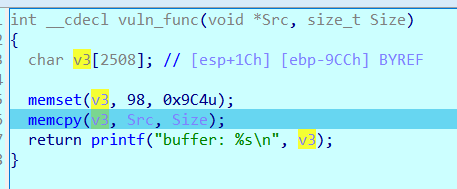 int __cdecl vuln_func(void *Src, size_t Size)
{
char v3[2508]; // [esp+1Ch] [ebp-9CCh] BYREF
memset(v3, 98, 0x9C4u);
memcpy(v3, Src, Size);
return printf("buffer: %s\n", v3);
}